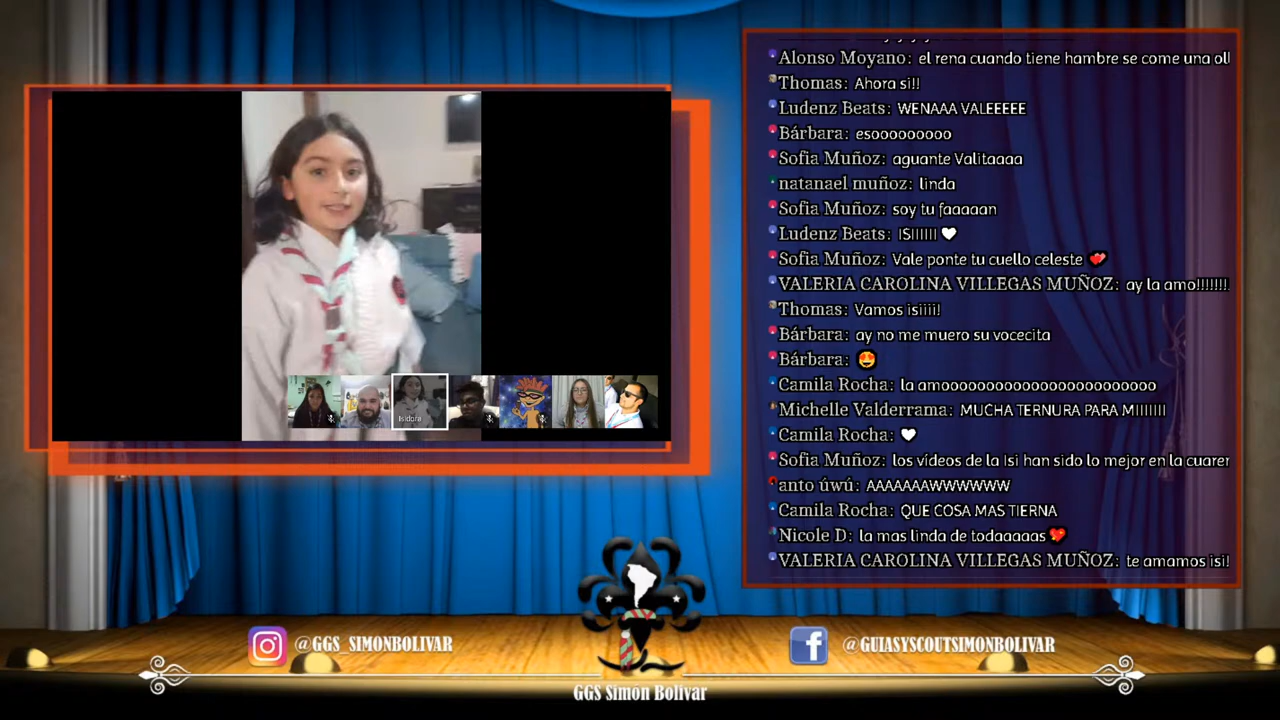 Alonso Moyano: el rena cuando tiene hambre se come una oll
Thomas: Ahora si!!
Ludenz Beats: WENAAA VALEEEEE
Bárbara: esooooooooo
Sofia Muñoz: aguante Valitaaaa
natanael muñoz: linda
Sofia Muñoz: soy tu faaaaan
Ludenz Beats: ISIIIIII 🤍
Sofia Muñoz: Vale ponte tu cuello celeste 💕
VALERIA CAROLINA VILLEGAS MUÑOZ: ay la amo!!!!!!!
Thomas: Vamos isiiii!
Bárbara: ay no me muero su vocecita
Bárbara: 😍
Camila Rocha: la amoooooooooooooooooooooooo
Michelle Valderrama: MUCHA TERNURA PARA MIIIIIII
Camila Rocha: 🤍
Sofia Muñoz: los vídeos de la Isi han sido lo mejor en la cuarer
anto úwú: AAAAAAAWWWWWW
Camila Rocha: QUE COSA MAS TIERNA
Nicole D: la mas linda de todaaaaas 💖
VALERIA CAROLINA VILLEGAS MUÑOZ: te amamos isi!
Isidora
@GGS_SIMONBOLIVAR
@GUIASYSCOUTSIMONBOLIVAR
GGS Simón Bolívar